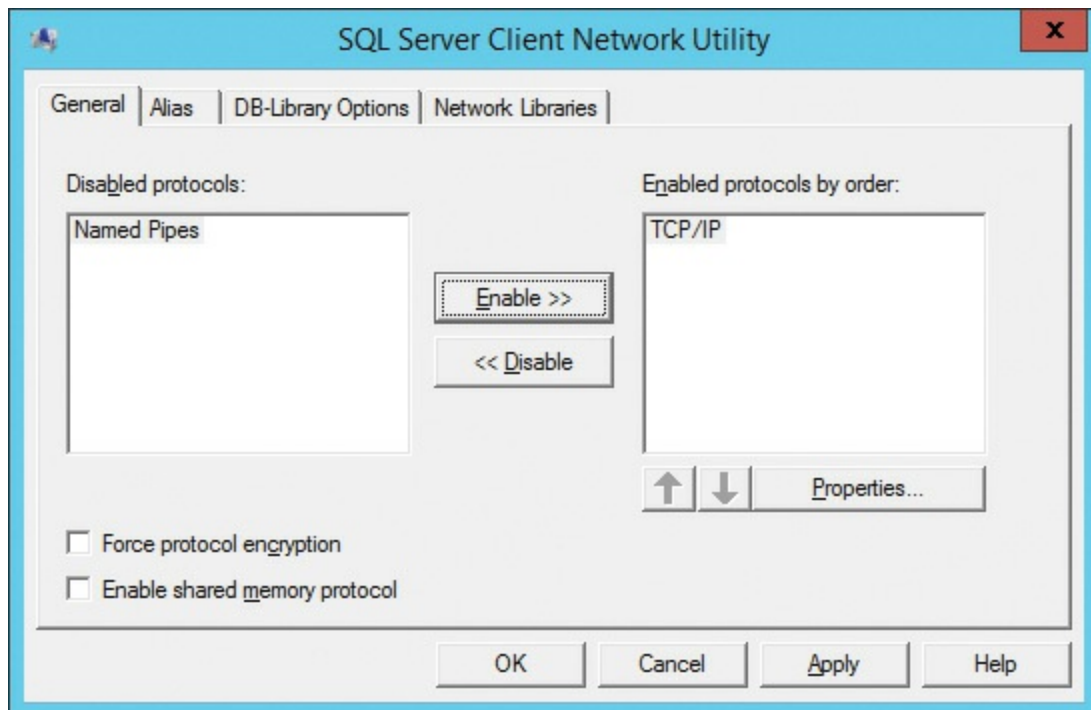 SQL Server Client Network Utility
x
General Alias DB-Library Options Network Libraries
Disabled protocols:
Enabled protocols by order:
Named Pipes
TCP/IP
Enable >>
<< Disable
Properties...
Force protocol encryption
Enable shared memory protocol
OK Cancel Apply Help